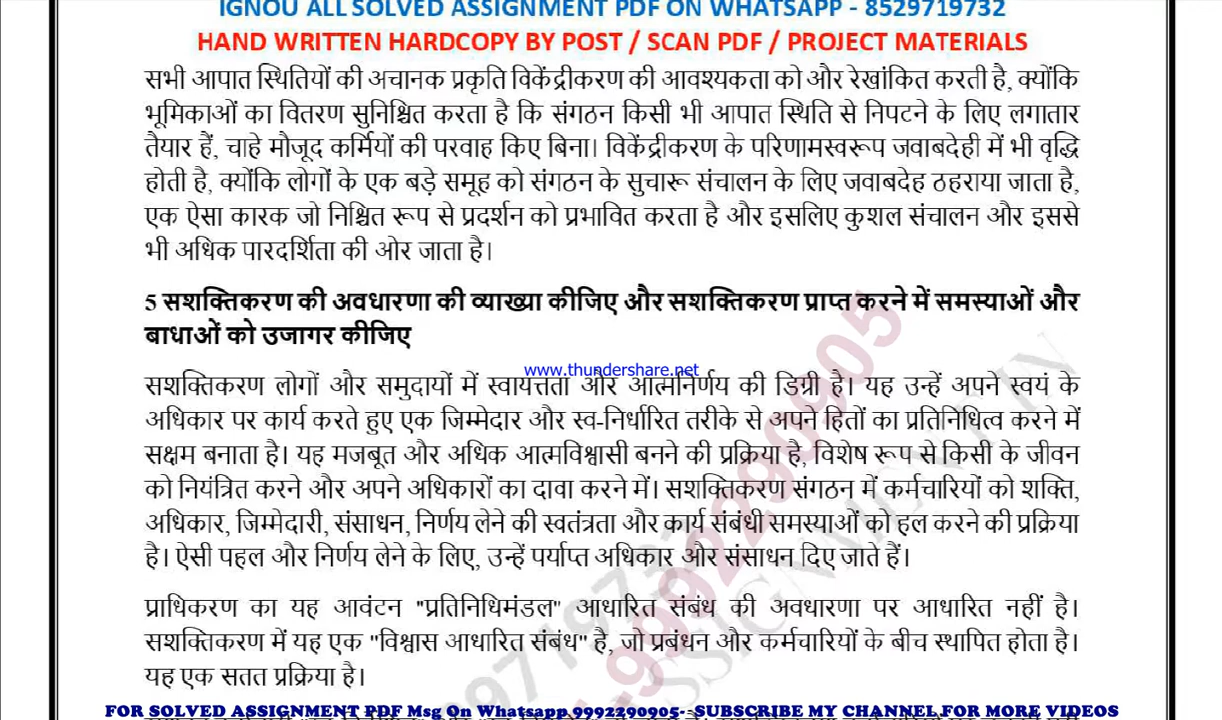 IGNOU ALL SOLVED ASSIGNMENT PDF ON WHATSAPP - 8529719732
HAND WRITTEN HARDCOPY BY POST / SCAN PDF / PROJECT MATERIALS
सभी आपात स्थितियों की अचानक प्रकृति विकेंद्रीकरण की आवश्यकता को और रेखांकित करती है, क्योंकि
भूमिकाओं का वितरण सुनिश्चित करता है कि संगठन किसी भी आपात स्थिति से निपटने के लिए लगातार
तैयार हैं, चाहे मौजूद कर्मियों की परवाह किए बिना। विकेंद्रीकरण के परिणामस्वरूप जवाबदेही में भी वृद्धि
होती है, क्योंकि लोगों के एक बड़े समूह को संगठन के सुचारू संचालन के लिए जवाबदेह ठहराया जाता है,
एक ऐसा कारक जो निश्चित रूप से प्रदर्शन को प्रभावित करता है और इसलिए कुशल संचालन और इससे
भी अधिक पारदर्शिता की ओर जाता है।
5 सशक्तिकरण की अवधारणा की व्याख्या कीजिए और सशक्तिकरण प्राप्त करने में समस्याओं और
बाधाओं को उजागर कीजिए
www.thundershare.net
सशक्तिकरण लोगों और समुदायों में स्वायत्तता और आत्मनिर्णय की डिग्री है। यह उन्हें अपने स्वयं के
अधिकार पर कार्य करते हुए एक जिम्मेदार और स्व-निर्धारित तरीके से अपने हितों का प्रतिनिधित्व करने में
सक्षम बनाता है। यह मजबूत और अधिक आत्मविश्वासी बनने की प्रक्रिया है, विशेष रूप से किसी के जीवन
को नियंत्रित करने और अपने अधिकारों का दावा करने में। सशक्तिकरण संगठन में कर्मचारियों को शक्ति,
अधिकार, जिम्मेदारी, संसाधन, निर्णय लेने की स्वतंत्रता और कार्य संबंधी समस्याओं को हल करने की प्रक्रिया
है। ऐसी पहल और निर्णय लेने के लिए, उन्हें पर्याप्त अधिकार और संसाधन दिए जाते हैं।
प्राधिकरण का यह आवंटन "प्रतिनिधिमंडल" आधारित संबंध की अवधारणा पर आधारित नहीं है।
सशक्तिकरण में यह एक "विश्वास आधारित संबंध" है, जो प्रबंधन और कर्मचारियों के बीच स्थापित होता है।
यह एक सतत प्रक्रिया है।
FOR SOLVED ASSIGNMENT PDF Msg On Whatsapp 9992290905--SUBSCRIBE MY CHANNEL FOR MORE VIDEOS